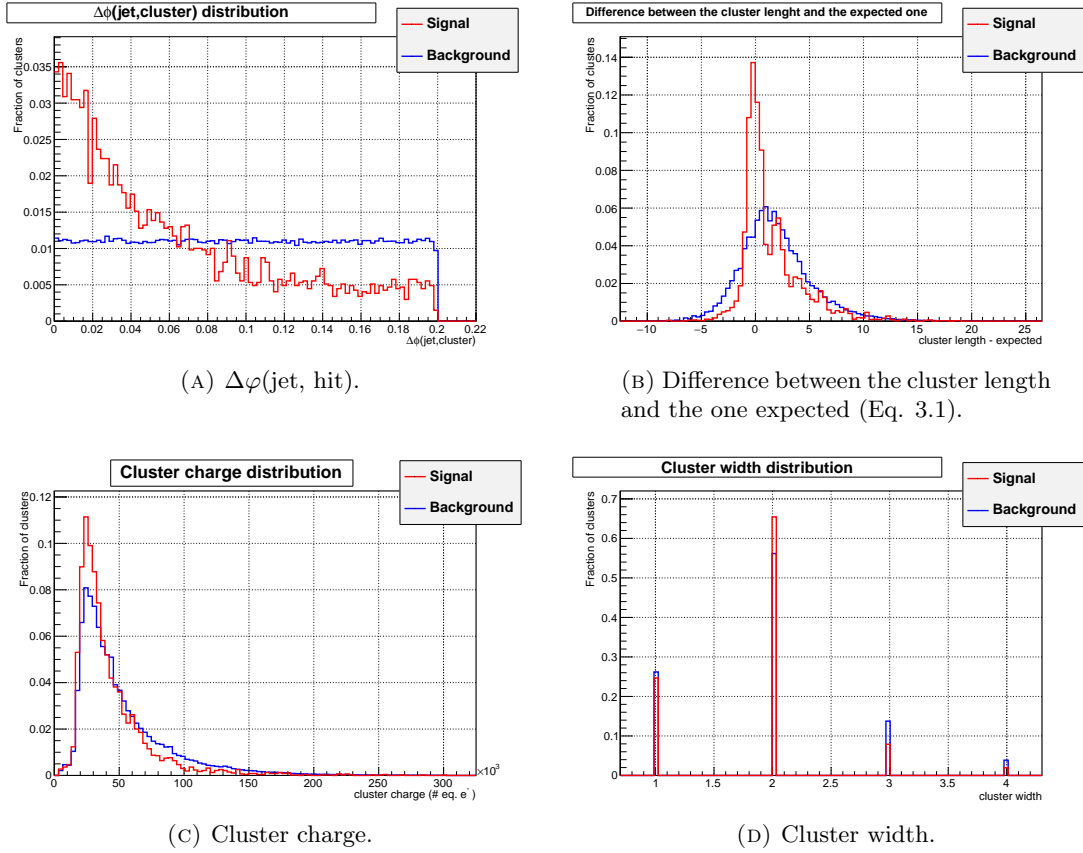 Δϕ(jet,cluster) distribution
Signal
Background
Fraction of clusters
0.035
0.03
0.025
0.02
0.015
0.01
0.005
0
0.02 0.04 0.06 0.08 0.1 0.12 0.14 0.16 0.18 0.2 0.22
Δϕ(jet,cluster)
(A) Δφ(jet, hit).
Difference between the cluster lenght and the expected one
Signal
Background
Fraction of clusters
0.14
0.12
0.1
0.08
0.06
0.04
0.02
0
−10 −5 0 5 10 15 20 25
cluster length - expected
(B) Difference between the cluster length
and the one expected (Eq. 3.1).
Cluster charge distribution
Signal
Background
Fraction of clusters
0.12
0.1
0.08
0.06
0.04
0.02
0
0 50 100 150 200 250 300
×10³
cluster charge (# eq. e⁻)
(C) Cluster charge.
Cluster width distribution
Signal
Background
Fraction of clusters
0.7
0.6
0.5
0.4
0.3
0.2
0.1
0
1 1.5 2 2.5 3 3.5 4
cluster width
(D) Cluster width.